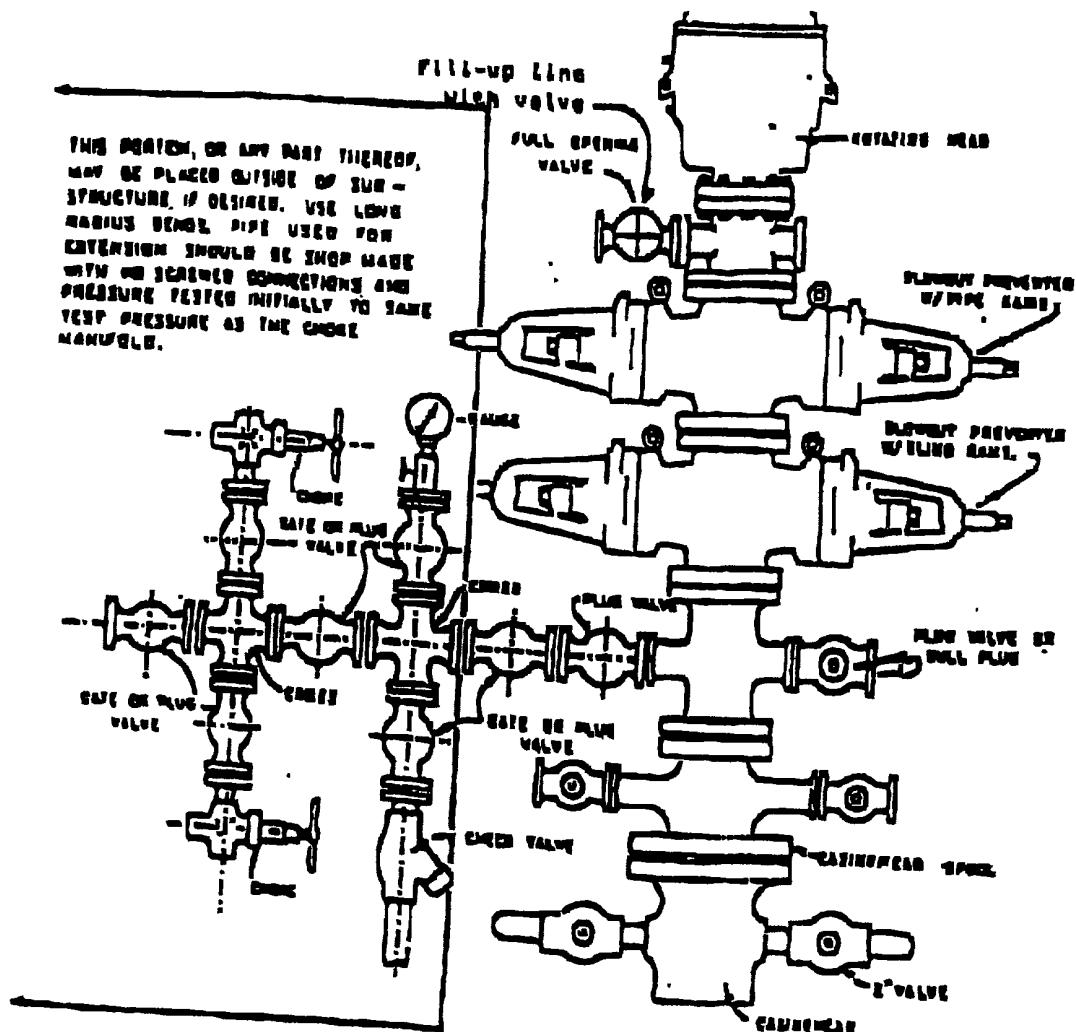 Fill-up Line
with valve
FULL OPENING
VALVE
ROTATING HEAD
THIS PORTION, OR ANY PART THEREOF,
MAY BE PLACED OUTSIDE OF SUB-
STRUCTURE, IF DESIRED. USE LONG
RADIUS BENDS. PIPE USED FOR
EXTENSION SHOULD BE SHOP MADE
WITH NO SCREWED CONNECTIONS AND
PRESSURE TESTED INITIALLY TO SAME
TEST PRESSURE AS THE CHOKE
MANIFOLD.
BLOWOUT PREVENTER
W/ PIPE RAMS.
GAUGE
BLOWOUT PREVENTER
W/BLIND RAMS.
CHOKE
GATE OR PLUG
VALVE
CROSS
PLUG VALVE
PLUG VALVE OR
BULL PLUG
CROSS
GATE OR PLUG
VALVE
GATE OR PLUG
VALVE
CHECK VALVE
CASINGHEAD SPOOL
CHOKE
2" VALVE
CASINGHEAD